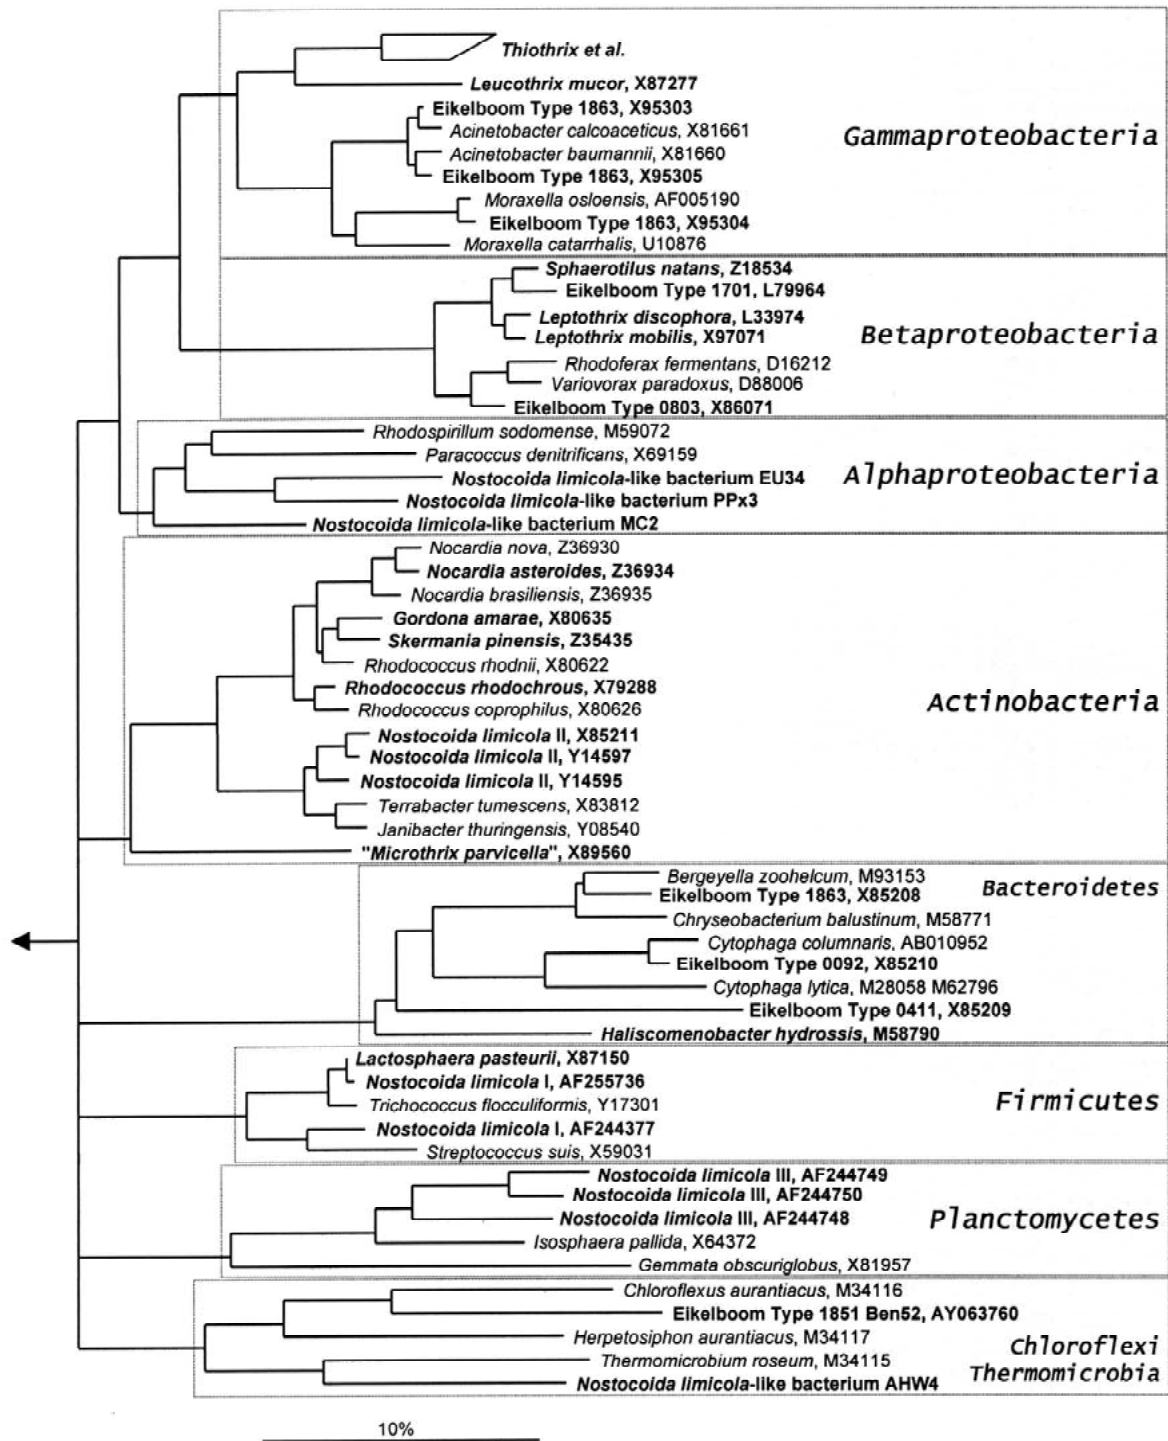 Thiothrix et al.
Leucothrix mucor, X87277
Eikelboom Type 1863, X95303
Acinetobacter calcoaceticus, X81661
Gammaproteobacteria
Acinetobacter baumannii, X81660
Eikelboom Type 1863, X95305
Moraxella osloensis, AF005190
Eikelboom Type 1863, X95304
Moraxella catarrhalis, U10876
Sphaerotilus natans, Z18534
Eikelboom Type 1701, L79964
Leptothrix discophora, L33974
Betaproteobacteria
Leptothrix mobilis, X97071
Rhodoferax fermentans, D16212
Variovorax paradoxus, D88006
Eikelboom Type 0803, X86071
Rhodospirillum sodomense, M59072
Paracoccus denitrificans, X69159
Alphaproteobacteria
Nostocoida limicola-like bacterium EU34
Nostocoida limicola-like bacterium PPx3
Nostocoida limicola-like bacterium MC2
Nocardia nova, Z36930
Nocardia asteroides, Z36934
Nocardia brasiliensis, Z36935
Gordona amarae, X80635
Skermania pinensis, Z35435
Rhodococcus rhodnii, X80622
Rhodococcus rhodochrous, X79288
Actinobacteria
Rhodococcus coprophilus, X80626
Nostocoida limicola II, X85211
Nostocoida limicola II, Y14597
Nostocoida limicola II, Y14595
Terrabacter tumescens, X83812
Janibacter thuringensis, Y08540
"Microthrix parvicella", X89560
Bergeyella zoohelcum, M93153
Bacteroidetes
Eikelboom Type 1863, X85208
Chryseobacterium balustinum, M58771
Cytophaga columnaris, AB010952
Eikelboom Type 0092, X85210
Cytophaga lytica, M28058 M62796
Eikelboom Type 0411, X85209
Haliscomenobacter hydrossis, M58790
Lactosphaera pasteurii, X87150
Nostocoida limicola I, AF255736
Firmicutes
Trichococcus flocculiformis, Y17301
Nostocoida limicola I, AF244377
Streptococcus suis, X59031
Nostocoida limicola III, AF244749
Nostocoida limicola III, AF244750
Nostocoida limicola III, AF244748
Planctomycetes
Isosphaera pallida, X64372
Gemmata obscuriglobus, X81957
Chloroflexus aurantiacus, M34116
Eikelboom Type 1851 Ben52, AY063760
Herpetosiphon aurantiacus, M34117
Chloroflexi
Thermomicrobium roseum, M34115
Thermomicrobia
Nostocoida limicola-like bacterium AHW4
10%